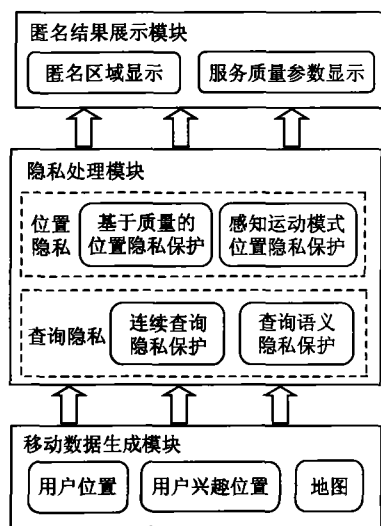 匿名结果展示模块
匿名区域显示
服务质量参数显示
隐私处理模块
位置
隐私
基于质量的
位置隐私保护
感知运动模式
位置隐私保护
查询隐私
连续查询
隐私保护
查询语义
隐私保护
移动数据生成模块
用户位置
用户兴趣位置
地图